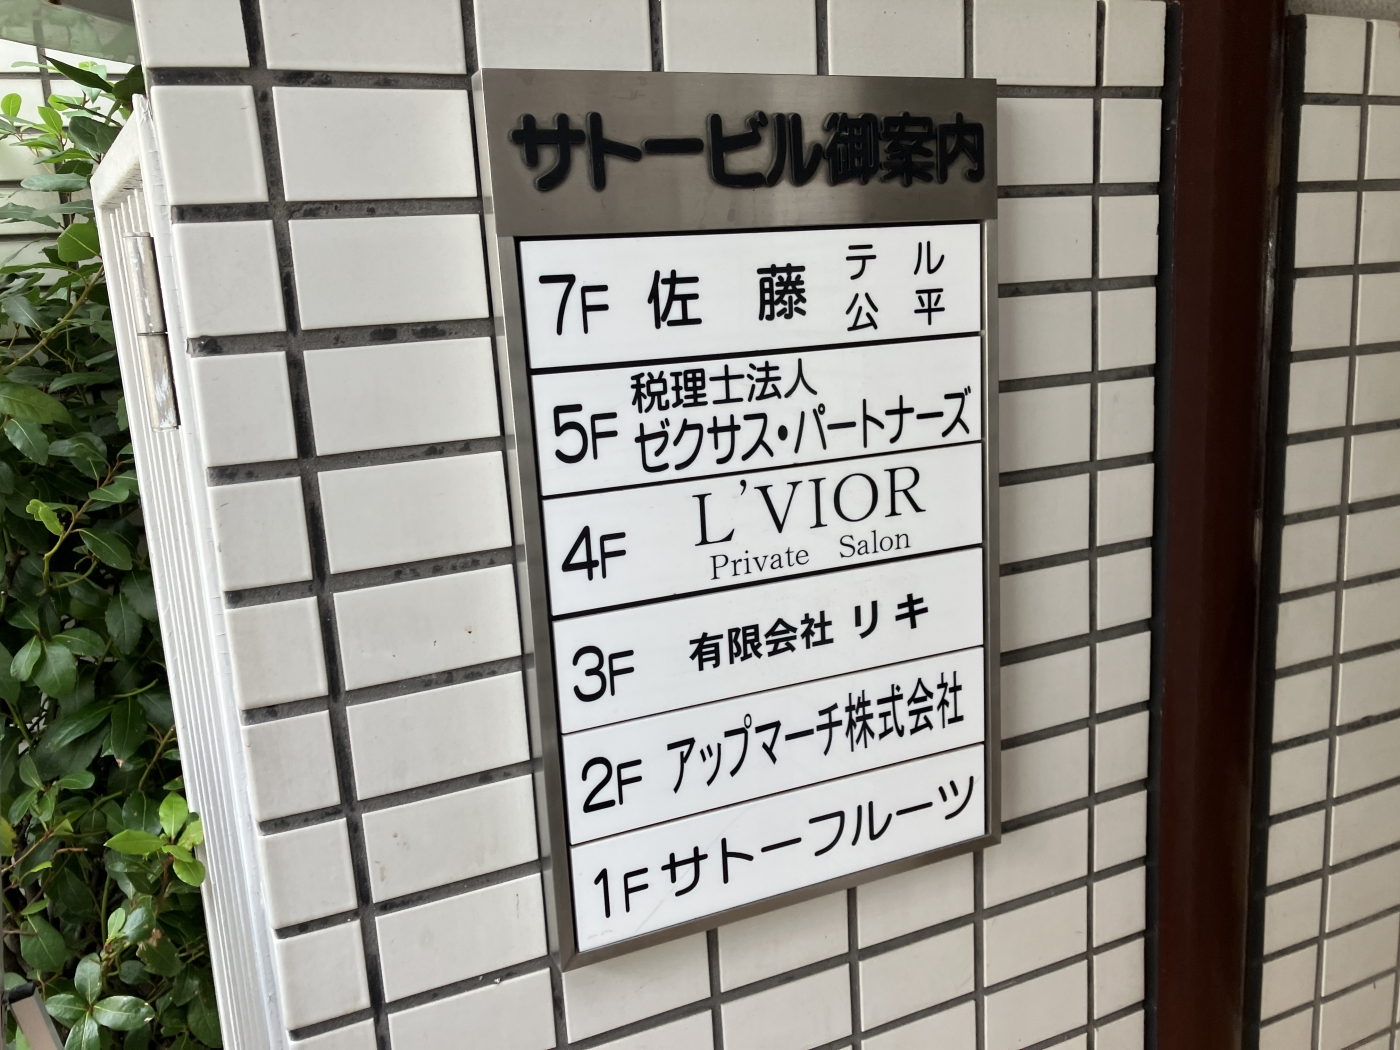 サトービル御案内
7F 佐藤 テル
公平
5F 税理士法人
ゼクサス・パートナーズ
4F L'VIOR
Private Salon
3F 有限会社 リキ
2F アップマーチ株式会社
1F サトーフルーツ